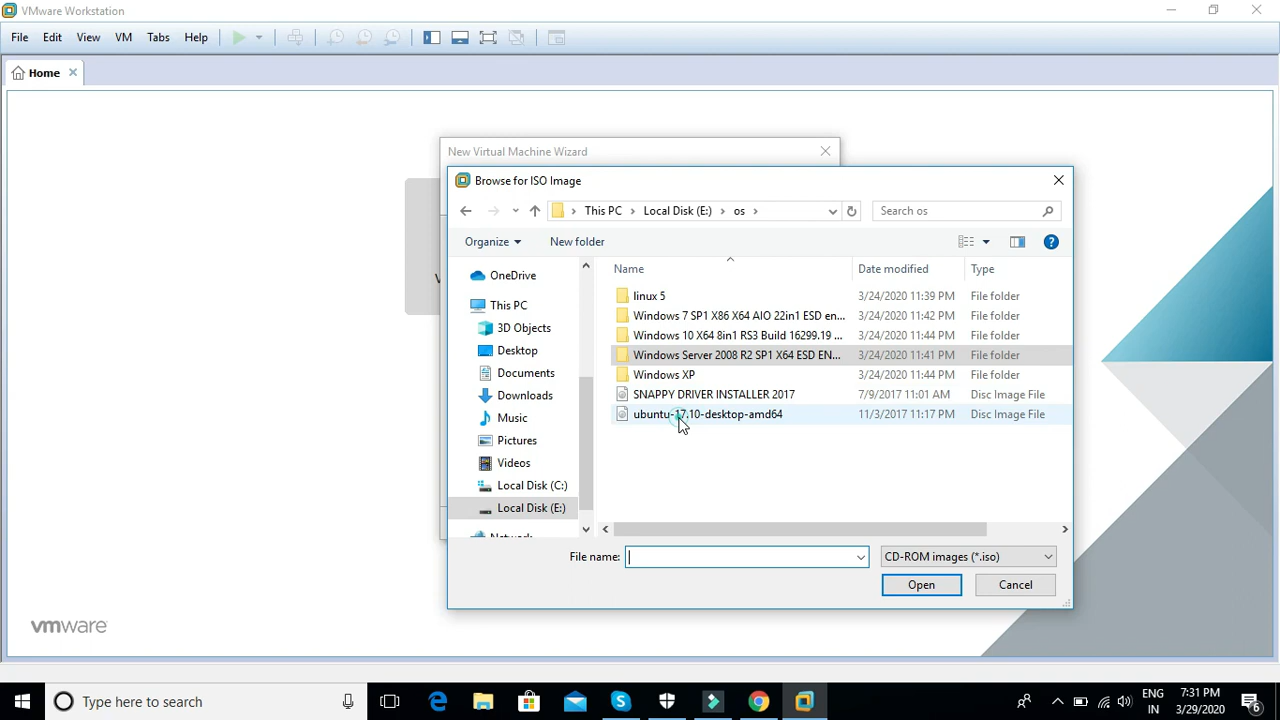 VMware Workstation
File Edit View VM Tabs Help
Home
New Virtual Machine Wizard
Browse for ISO Image
This PC > Local Disk (E:) > os >
Search os
Organize New folder
Name Date modified Type
OneDrive
This PC
3D Objects
Desktop
Documents
Downloads
Music
Pictures
Videos
Local Disk (C:)
Local Disk (E:)
linux 5 3/24/2020 11:39 PM File folder
Windows 7 SP1 X86 X64 AIO 22in1 ESD en... 3/24/2020 11:42 PM File folder
Windows 10 X64 8in1 RS3 Build 16299.19 ... 3/24/2020 11:44 PM File folder
Windows Server 2008 R2 SP1 X64 ESD EN... 3/24/2020 11:41 PM File folder
Windows XP 3/24/2020 11:44 PM File folder
SNAPPY DRIVER INSTALLER 2017 7/9/2017 11:01 AM Disc Image File
ubuntu-17.10-desktop-amd64 11/3/2017 11:17 PM Disc Image File
File name: CD-ROM images (*.iso)
Open Cancel
vmware
Type here to search
ENG 7:31 PM
IN 3/29/2020
6